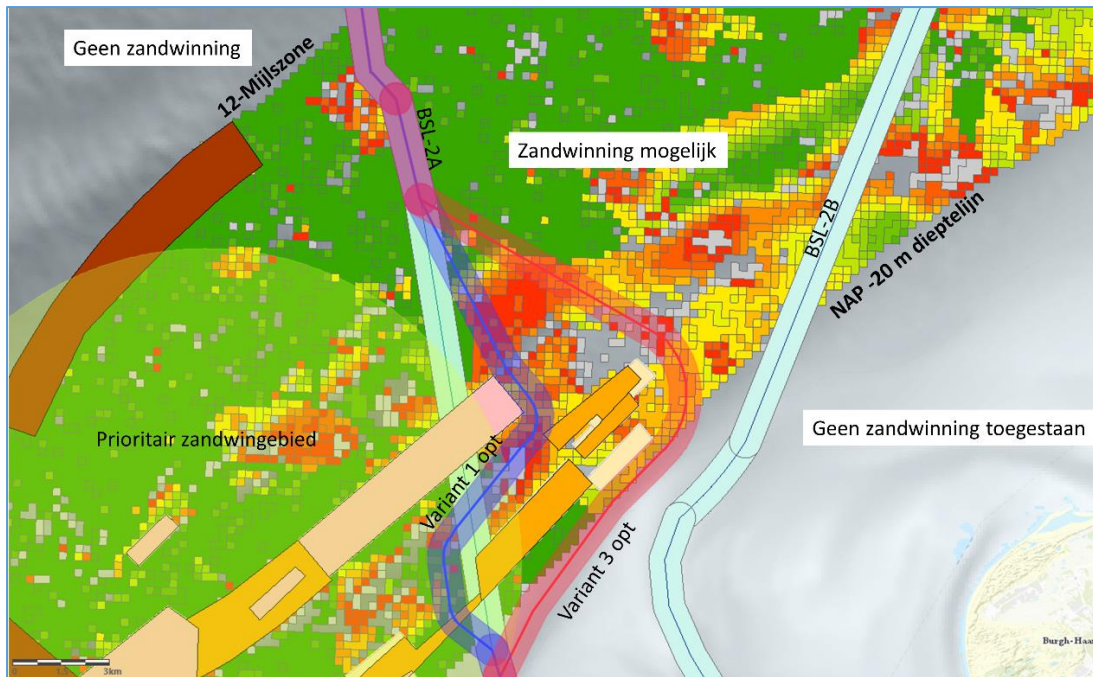 Geen zandwinning
12-Mijlszone
BSL-2A
Zandwinning mogelijk
BSL-2B
NAP -20 m dieptelijn
Prioritair zandwingebied
Geen zandwinning toegestaan
Variant 1 opt
Variant 3 opt
Burgh-Haa
0 1,5 3km